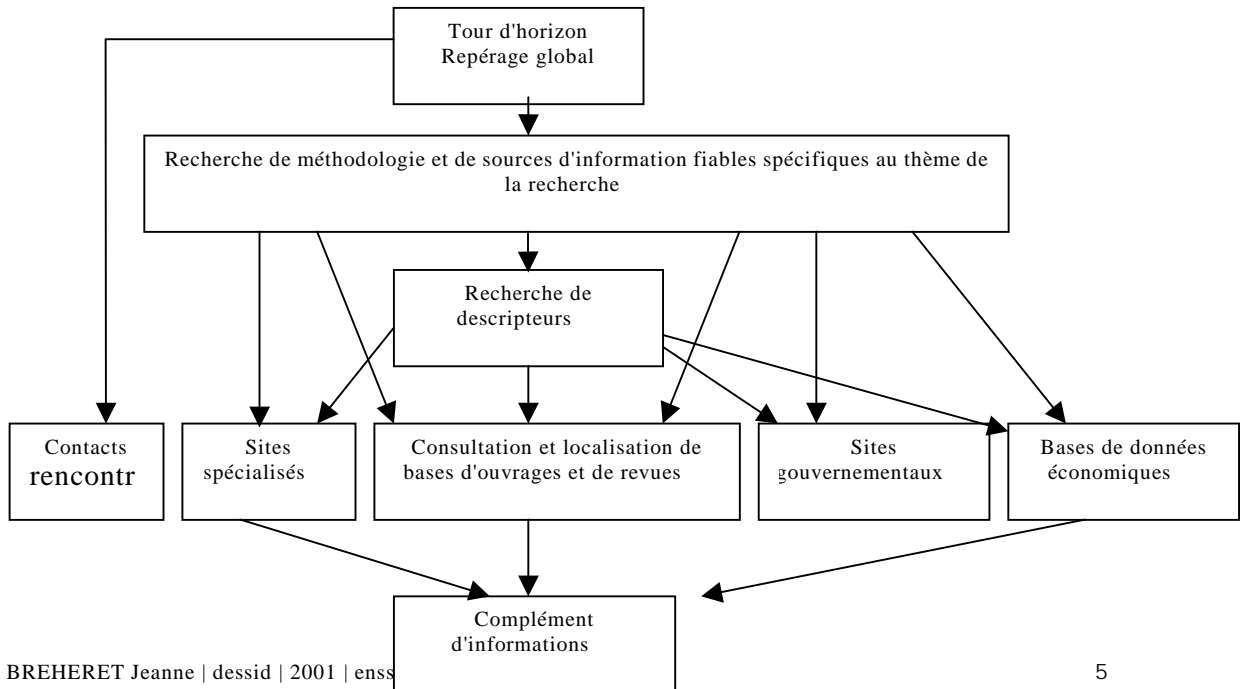 Tour d'horizon
Repérage global
Recherche de méthodologie et de sources d'information fiables spécifiques au thème de
la recherche
Recherche de
descripteurs
Contacts
rencontr
Sites
spécialisés
Consultation et localisation de
bases d'ouvrages et de revues
Sites
gouvernementaux
Bases de données
économiques
Complément
d'informations
BREHERET Jeanne | dessid | 2001 | enss
5